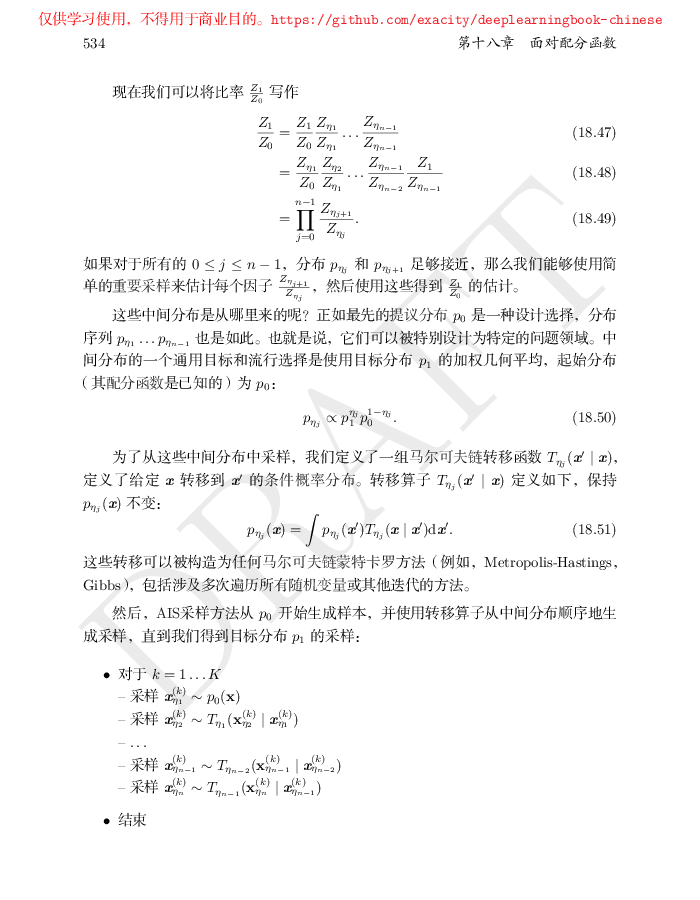 仅供学习使用，不得用于商业目的。https://github.com/exacity/deeplearningbook-chinese
534 第十八章 面对配分函数
现在我们可以将比率 $\frac{Z_1}{Z_0}$ 写作
$\frac{Z_1}{Z_0} = \frac{Z_1}{Z_0} \frac{Z_{\eta_1}}{Z_{\eta_1}} \dots \frac{Z_{\eta_{n-1}}}{Z_{\eta_{n-1}}}$ (18.47)
$= \frac{Z_{\eta_1}}{Z_0} \frac{Z_{\eta_2}}{Z_{\eta_1}} \dots \frac{Z_{\eta_{n-1}}}{Z_{\eta_{n-2}}} \frac{Z_1}{Z_{\eta_{n-1}}}$ (18.48)
$= \prod_{j=0}^{n-1} \frac{Z_{\eta_{j+1}}}{Z_{\eta_j}}.$ (18.49)
如果对于所有的 $0 \leq j \leq n-1$，分布 $p_{\eta_j}$ 和 $p_{\eta_{j+1}}$ 足够接近，那么我们能够使用简
单的重要采样来估计每个因子 $\frac{Z_{\eta_{j+1}}}{Z_{\eta_j}}$，然后使用这些得到 $\frac{Z_1}{Z_0}$ 的估计。
这些中间分布是从哪里来的呢？正如最先的提议分布 $p_0$ 是一种设计选择，分布
序列 $p_{\eta_1} \dots p_{\eta_{n-1}}$ 也是如此。也就是说，它们可以被特别设计为特定的问题领域。中
间分布的一个通用目标和流行选择是使用目标分布 $p_1$ 的加权几何平均，起始分布
（其配分函数是已知的）为 $p_0$：
$p_{\eta_j} \propto p_1^{\eta_j} p_0^{1-\eta_j}.$ (18.50)
为了从这些中间分布中采样，我们定义了一组马尔可夫链转移函数 $T_{\eta_j}(\boldsymbol{x}' \mid \boldsymbol{x})$,
定义了给定 $\boldsymbol{x}$ 转移到 $\boldsymbol{x}'$ 的条件概率分布。转移算子 $T_{\eta_j}(\boldsymbol{x}' \mid \boldsymbol{x})$ 定义如下，保持
$p_{\eta_j}(\boldsymbol{x})$ 不变：
$p_{\eta_j}(\boldsymbol{x}) = \int p_{\eta_j}(\boldsymbol{x}') T_{\eta_j}(\boldsymbol{x} \mid \boldsymbol{x}') \mathrm{d}\boldsymbol{x}'.$ (18.51)
这些转移可以被构造为任何马尔可夫链蒙特卡罗方法（例如，Metropolis-Hastings,
Gibbs），包括涉及多次遍历所有随机变量或其他迭代的方法。
然后，AIS采样方法从 $p_0$ 开始生成样本，并使用转移算子从中间分布顺序地生
成采样，直到我们得到目标分布 $p_1$ 的采样：
• 对于 $k = 1 \dots K$
– 采样 $\boldsymbol{x}_{\eta_1}^{(k)} \sim p_0(\mathbf{x})$
– 采样 $\boldsymbol{x}_{\eta_2}^{(k)} \sim T_{\eta_1}(\mathbf{x}_{\eta_2}^{(k)} \mid \boldsymbol{x}_{\eta_1}^{(k)})$
– ...
– 采样 $\boldsymbol{x}_{\eta_{n-1}}^{(k)} \sim T_{\eta_{n-2}}(\mathbf{x}_{\eta_{n-1}}^{(k)} \mid \boldsymbol{x}_{\eta_{n-2}}^{(k)})$
– 采样 $\boldsymbol{x}_{\eta_n}^{(k)} \sim T_{\eta_{n-1}}(\mathbf{x}_{\eta_n}^{(k)} \mid \boldsymbol{x}_{\eta_{n-1}}^{(k)})$
• 结束
DRAFT